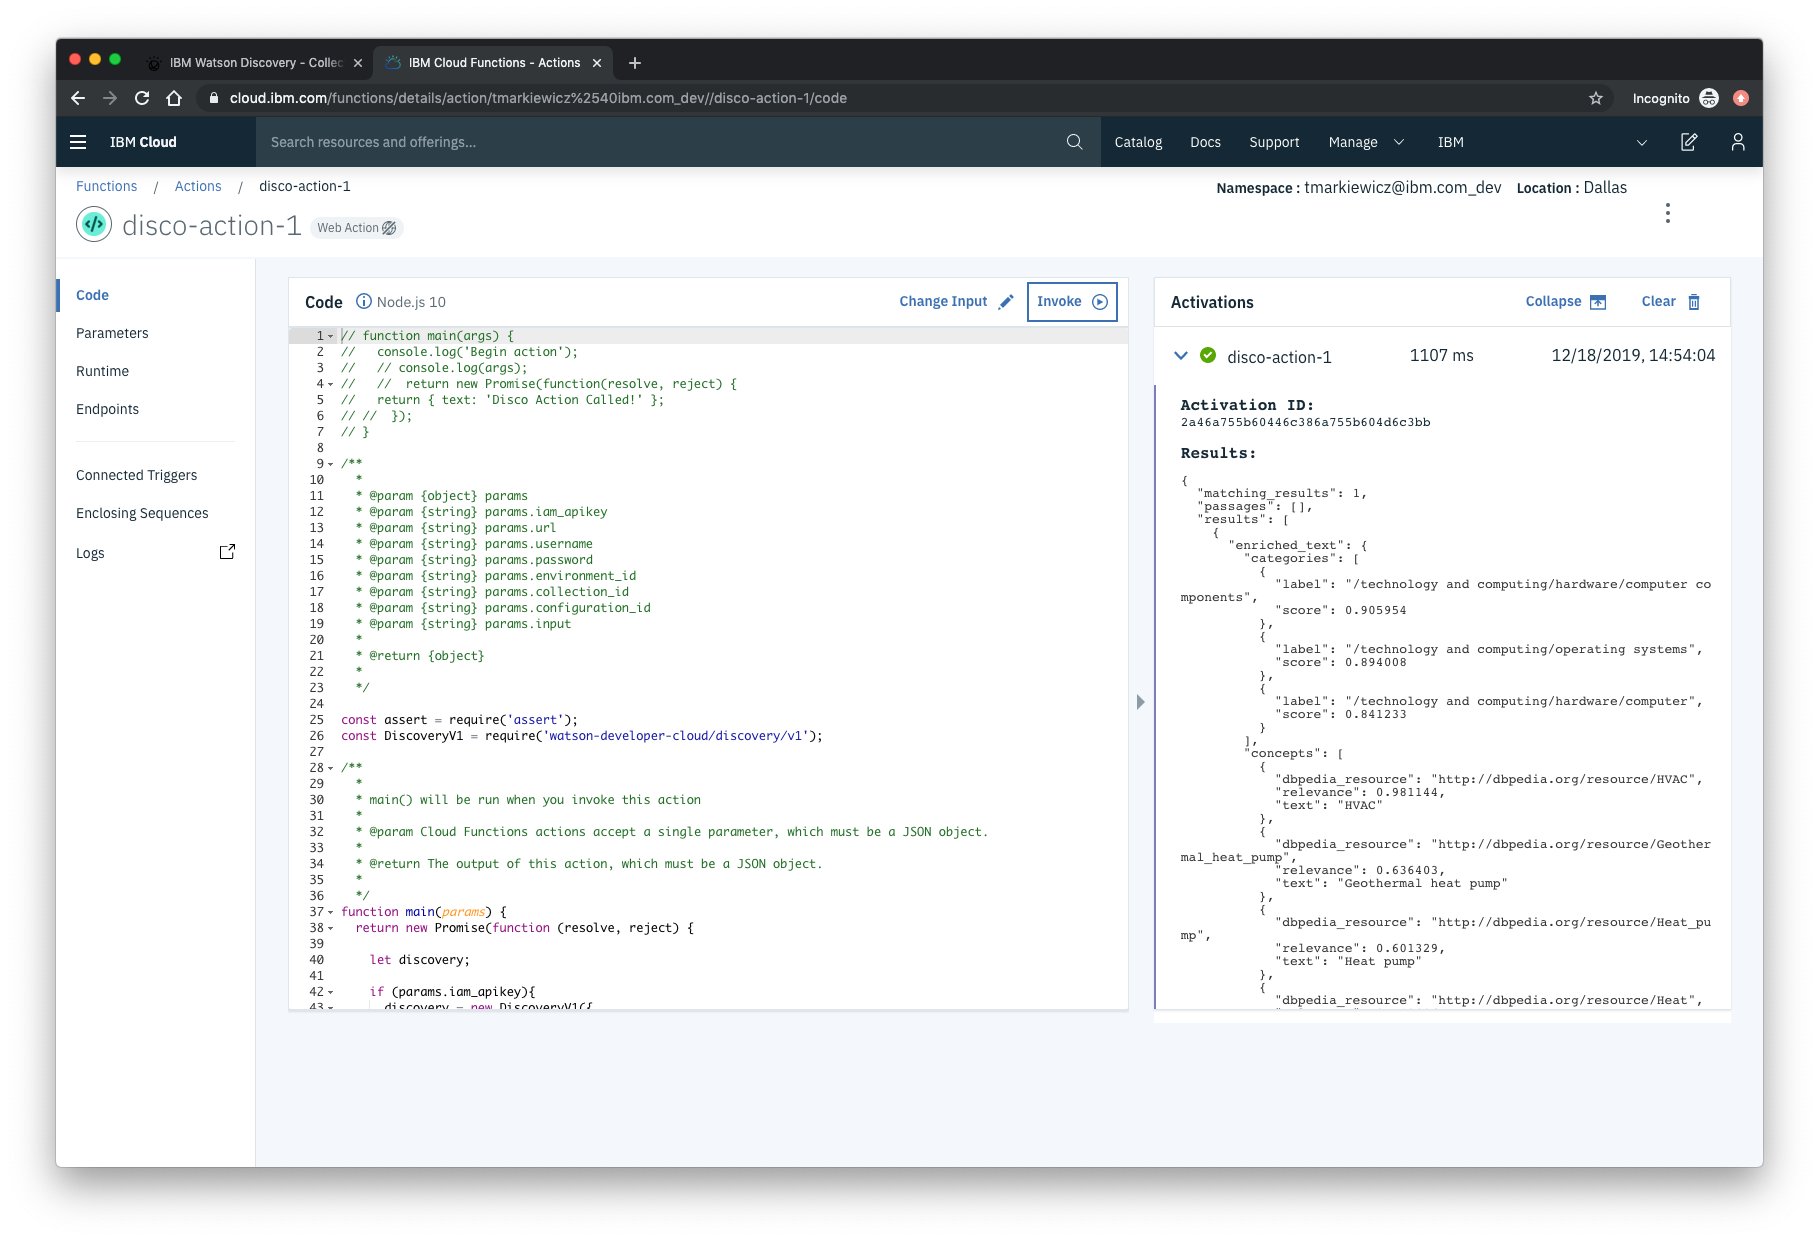 IBM Watson Discovery - Collec
IBM Cloud Functions - Actions
cloud.ibm.com/functions/details/action/tmarkiewicz%2540ibm.com_dev//disco-action-1/code
Incognito
IBM Cloud
Search resources and offerings...
Catalog
Docs
Support
Manage
IBM
Functions / Actions / disco-action-1
Namespace : tmarkiewicz@ibm.com_dev Location : Dallas
disco-action-1
Web Action
Code
Parameters
Runtime
Endpoints
Connected Triggers
Enclosing Sequences
Logs
Code
Node.js 10
Change Input
Invoke
1 // function main(args) {
2 //   console.log('Begin action');
3 //   // console.log(args);
4 //   //  return new Promise(function(resolve, reject) {
5 //   return { text: 'Disco Action Called!' };
6 // //  });
7 // }
8
9 /**
10  *
11  * @param {object} params
12  * @param {string} params.iam_apikey
13  * @param {string} params.url
14  * @param {string} params.username
15  * @param {string} params.password
16  * @param {string} params.environment_id
17  * @param {string} params.collection_id
18  * @param {string} params.configuration_id
19  * @param {string} params.input
20  *
21  * @return {object}
22  *
23  */
24
25 const assert = require('assert');
26 const DiscoveryV1 = require('watson-developer-cloud/discovery/v1');
27
28 /**
29  *
30  * main() will be run when you invoke this action
31  *
32  * @param Cloud Functions actions accept a single parameter, which must be a JSON object.
33  *
34  * @return The output of this action, which must be a JSON object.
35  *
36  */
37 function main(params) {
38   return new Promise(function (resolve, reject) {
39
40     let discovery;
41
42     if (params.iam_apikey){
43       discovery = new DiscoveryV1({
Activations
Collapse
Clear
disco-action-1
1107 ms
12/18/2019, 14:54:04
Activation ID:
2a46a755b60446c386a755b604d6c3bb
Results:
{
  "matching_results": 1,
  "passages": [],
  "results": [
    {
      "enriched_text": {
        "categories": [
          {
            "label": "/technology and computing/hardware/computer co
mponents",
            "score": 0.905954
          },
          {
            "label": "/technology and computing/operating systems",
            "score": 0.894008
          },
          {
            "label": "/technology and computing/hardware/computer",
            "score": 0.841233
          }
        ],
        "concepts": [
          {
            "dbpedia_resource": "http://dbpedia.org/resource/HVAC",
            "relevance": 0.981144,
            "text": "HVAC"
          },
          {
            "dbpedia_resource": "http://dbpedia.org/resource/Geother
mal_heat_pump",
            "relevance": 0.636403,
            "text": "Geothermal heat pump"
          },
          {
            "dbpedia_resource": "http://dbpedia.org/resource/Heat_pu
mp",
            "relevance": 0.601329,
            "text": "Heat pump"
          },
          {
            "dbpedia_resource": "http://dbpedia.org/resource/Heat",